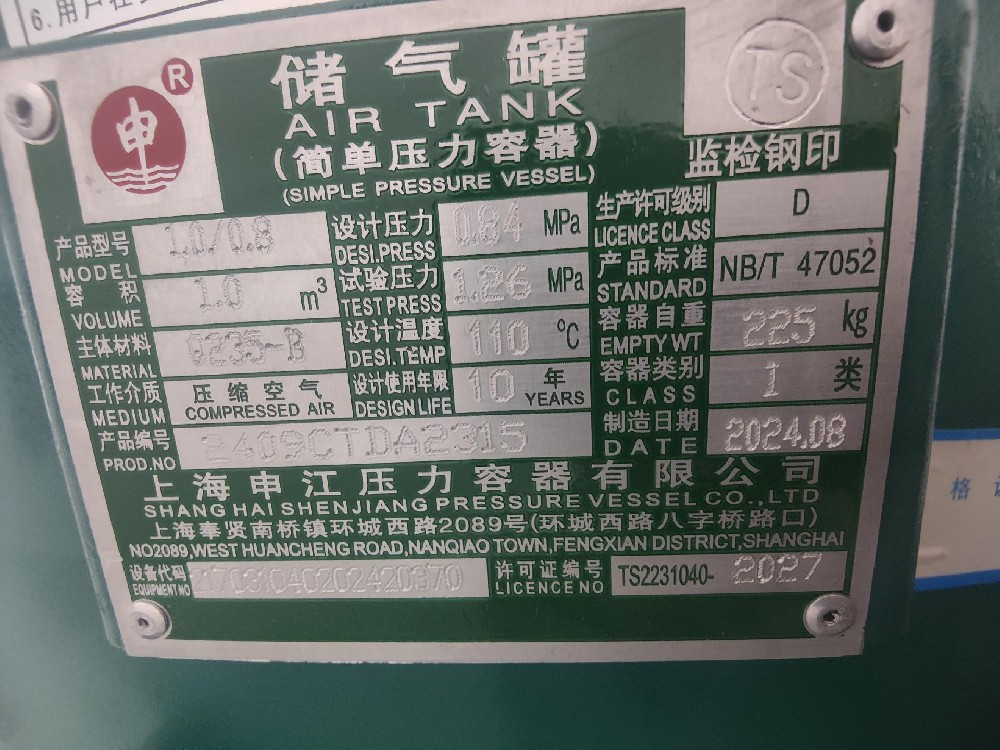 6.用户在
申 ®
储气罐
AIR TANK
(简单压力容器)
(SIMPLE PRESSURE VESSEL)
TS
监检钢印
产品型号 MODEL 1.0/0.8
设计压力 DESI.PRESS 0.84 MPa
生产许可级别 LICENCE CLASS D
容积 VOLUME 1.0 m³
试验压力 TEST PRESS 1.26 MPa
产品标准 STANDARD NB/T 47052
主体材料 MATERIAL Q235-B
设计温度 DESI.TEMP 110 ℃
容器自重 EMPTY WT 225 kg
工作介质 MEDIUM 压缩空气 COMPRESSED AIR
设计使用年限 DESIGN LIFE 10 年 YEARS
容器类别 CLASS I 类
产品编号 PROD.NO 2409CTDA2315
制造日期 DATE 2024.08
上海申江压力容器有限公司
SHANG HAI SHENJIANG PRESSURE VESSEL CO.,LTD
上海奉贤南桥镇环城西路2089号(环城西路八字桥路口)
NO2089,WEST HUANCHENG ROAD,NANQIAO TOWN,FENGXIAN DISTRICT,SHANGHAI
设备代码 EQUIPMENT NO 21703104020242037​0
许可证编号 LICENCE NO TS2231040-2027
格